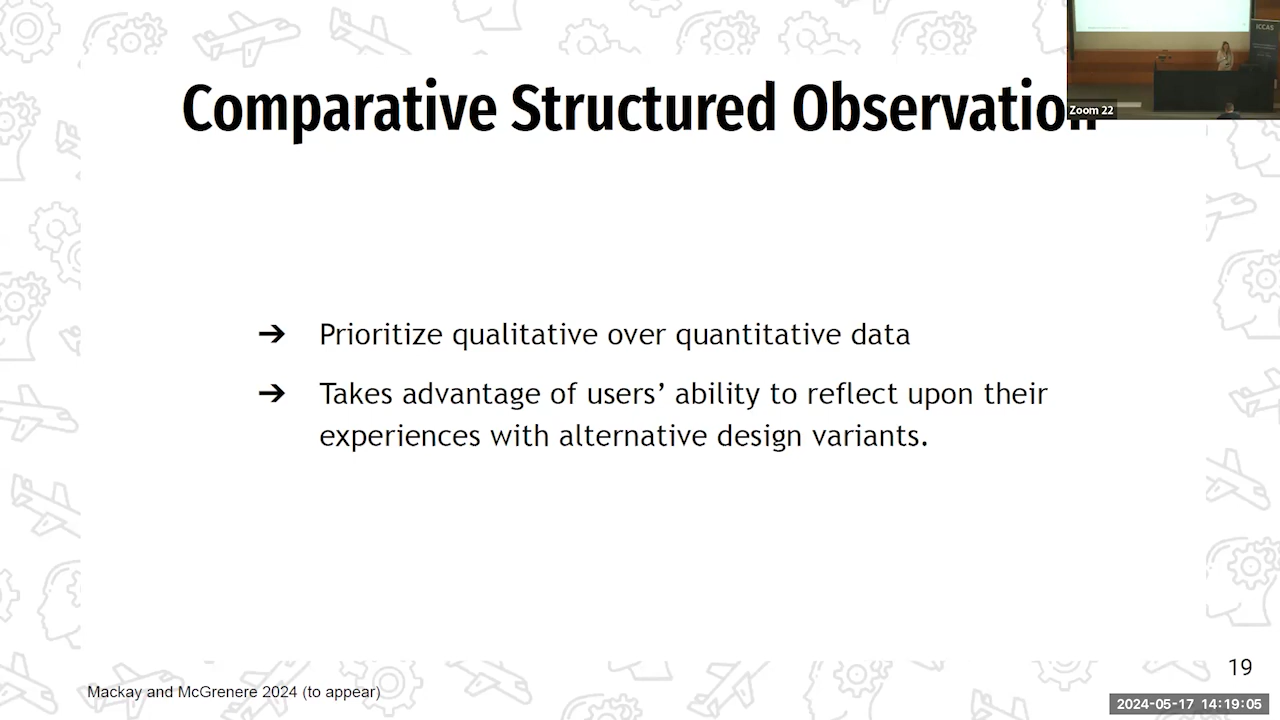 Comparative Structured Observation
ICCAS
Zoom 22
➔ Prioritize qualitative over quantitative data
➔ Takes advantage of users’ ability to reflect upon their
experiences with alternative design variants.
19
Mackay and McGrenere 2024 (to appear)
2024-05-17 14:19:05